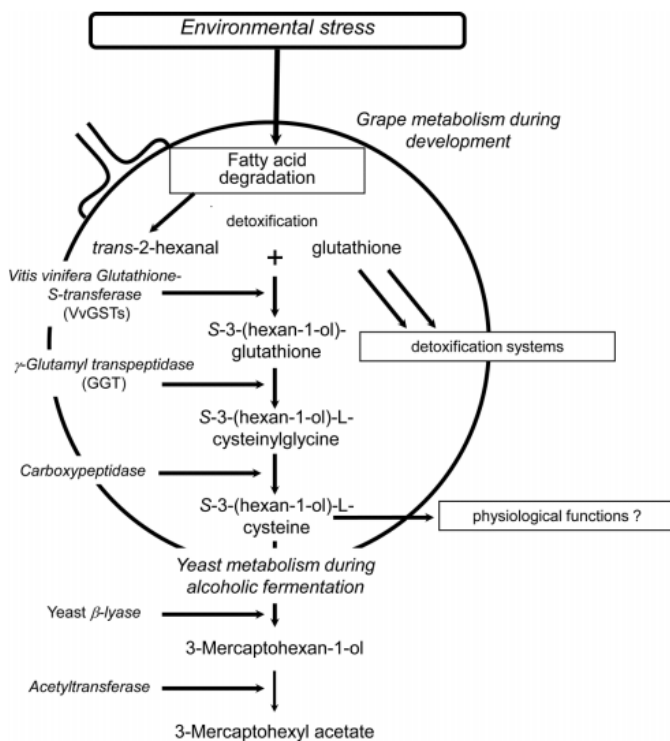 Environmental stress
Grape metabolism during
development
Fatty acid
degradation
detoxification
trans-2-hexanal
+
glutathione
Vitis vinifera Glutathione-
S-transferase
(VvGSTs)
S-3-(hexan-1-ol)-
glutathione
detoxification systems
γ-Glutamyl transpeptidase
(GGT)
S-3-(hexan-1-ol)-L-
cysteinylglycine
Carboxypeptidase
S-3-(hexan-1-ol)-L-
cysteine
physiological functions ?
Yeast metabolism during
alcoholic fermentation
Yeast β-lyase
3-Mercaptohexan-1-ol
Acetyltransferase
3-Mercaptohexyl acetate